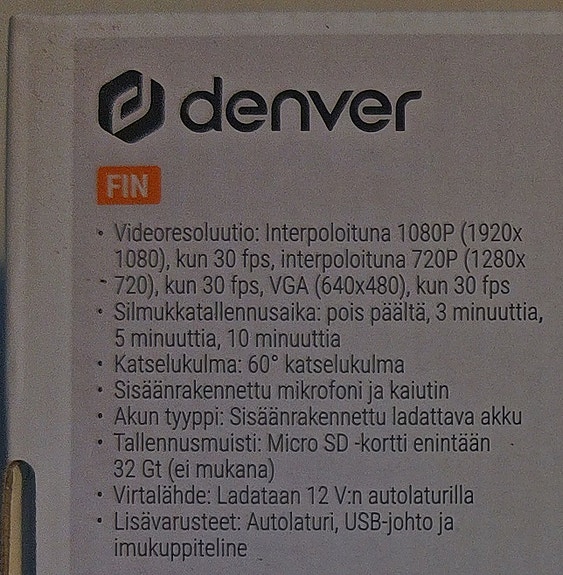 denver
FIN
• Videoresoluutio: Interpoloituna 1080P (1920x
1080), kun 30 fps, interpoloituna 720P (1280x
720), kun 30 fps, VGA (640x480), kun 30 fps
• Silmukkatallennusaika: pois päältä, 3 minuuttia,
5 minuuttia, 10 minuuttia
• Katselukulma: 60° katselukulma
• Sisäänrakennettu mikrofoni ja kaiutin
• Akun tyyppi: Sisäänrakennettu ladattava akku
• Tallennusmuisti: Micro SD -kortti enintään
32 Gt (ei mukana)
• Virtalähde: Ladataan 12 V:n autolaturilla
• Lisävarusteet: Autolaturi, USB-johto ja
imukuppiteline